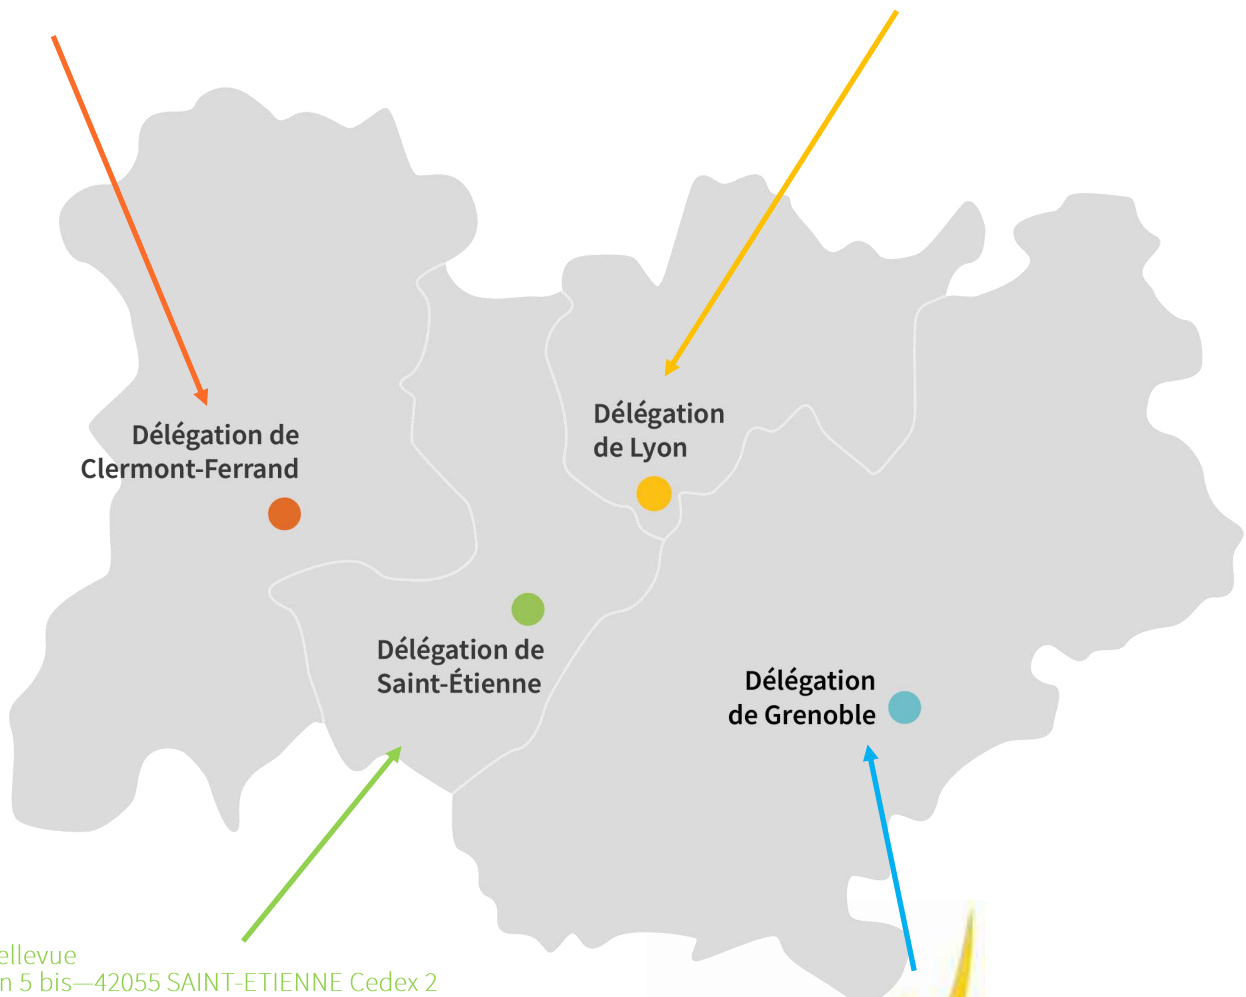 Délégation de
Clermont-Ferrand
Délégation
de Lyon
Délégation de
Saint-Étienne
Délégation
de Grenoble
ellevue
n 5 bis—42055 SAINT-ETIENNE Cedex 2